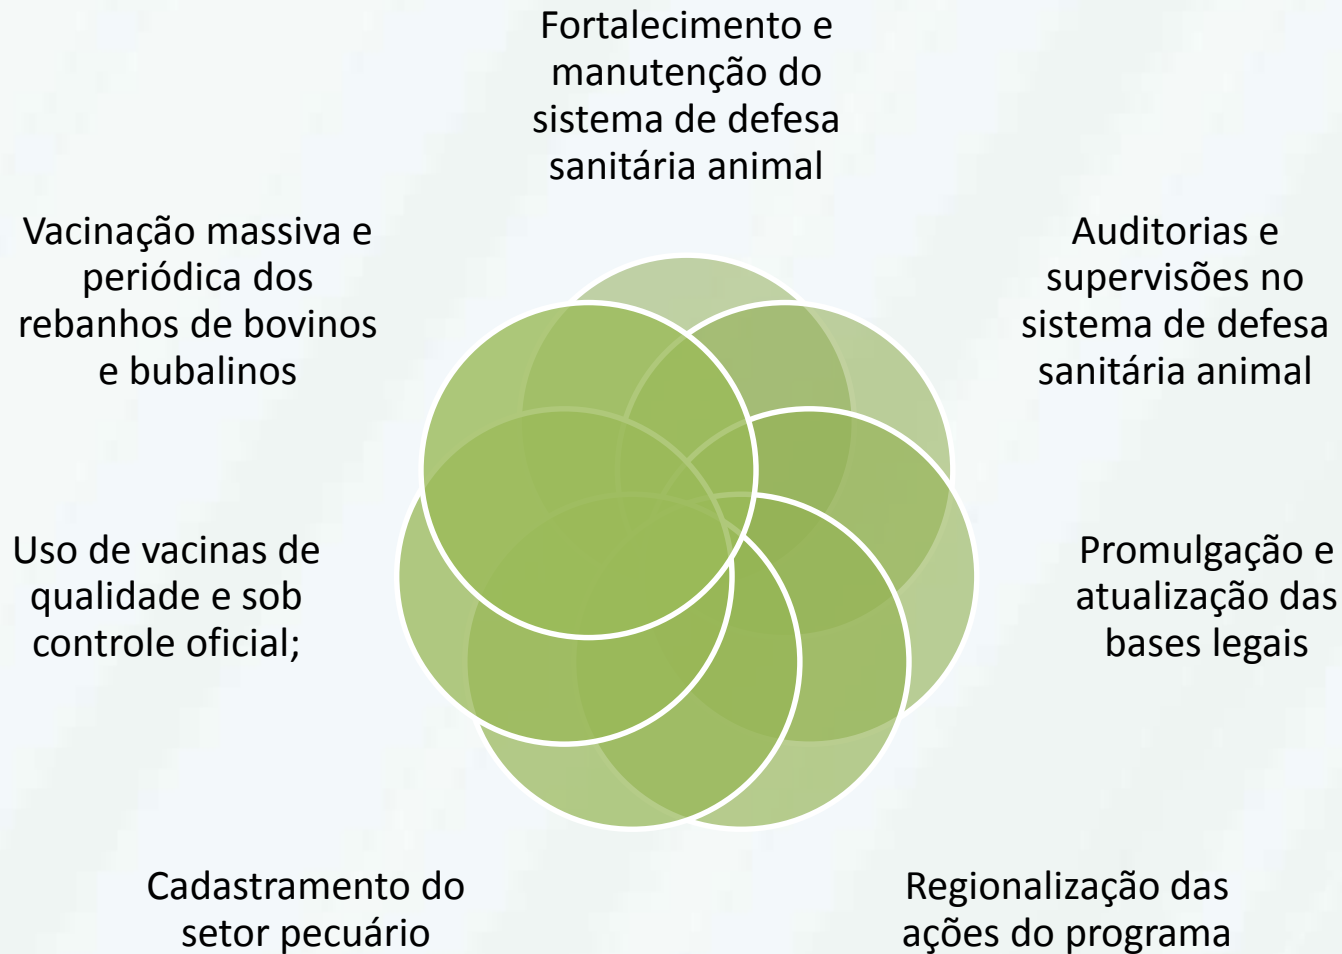 Fortalecimento e
manutenção do
sistema de defesa
sanitária animal
Auditorias e
supervisões no
sistema de defesa
sanitária animal
Promulgação e
atualização das
bases legais
Regionalização das
ações do programa
Cadastramento do
setor pecuário
Uso de vacinas de
qualidade e sob
controle oficial;
Vacinação massiva e
periódica dos
rebanhos de bovinos
e bubalinos